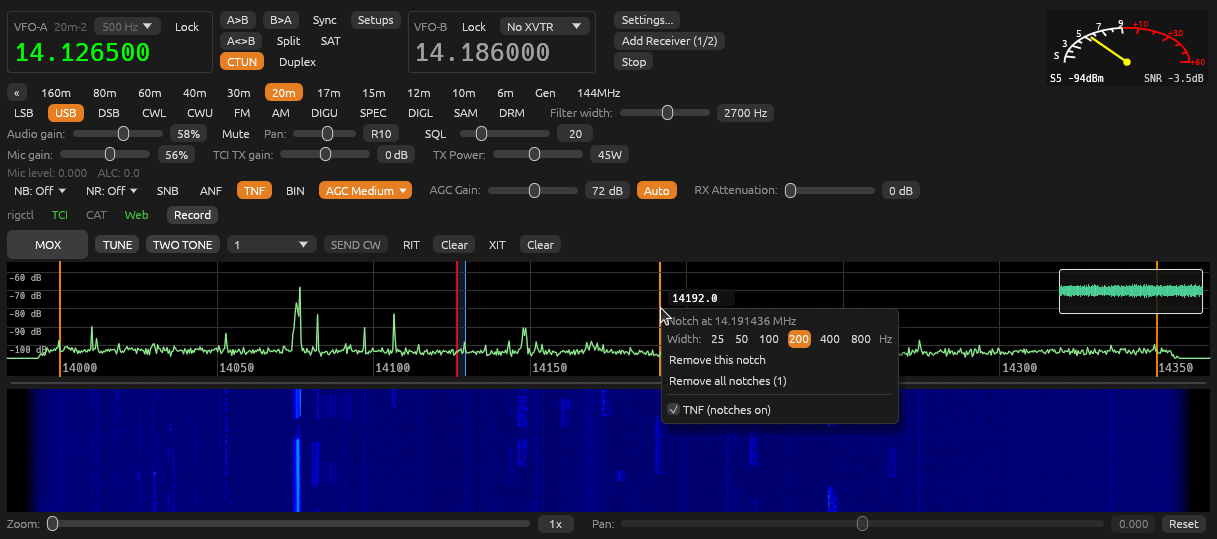 VFO-A 20m-2 500 Hz Lock A>B B>A Sync Setups VFO-B Lock No XVTR Settings...
14.126500 A<>B Split SAT 14.186000 Add Receiver (1/2)
CTUN Duplex Stop
S 3 5 7 9 +10 +30 +60
S5 -94dBm SNR -3.5dB
« 160m 80m 60m 40m 30m 20m 17m 15m 12m 10m 6m Gen 144MHz
LSB USB DSB CWL CWU FM AM DIGU SPEC DIGL SAM DRM Filter width: 2700 Hz
Audio gain: 58% Mute Pan: R10 SQL 20
Mic gain: 56% TCI TX gain: 0 dB TX Power: 45W
Mic level: 0.000 ALC: 0.0
NB: Off NR: Off SNB ANF TNF BIN AGC Medium AGC Gain: 72 dB Auto RX Attenuation: 0 dB
rigctl TCI CAT Web Record
MOX TUNE TWO TONE 1 SEND CW RIT Clear XIT Clear
-60 dB
-70 dB
-80 dB
-90 dB
-100 dB
14000 14050 14100 14150 14300 14350
14192.0
Notch at 14.191436 MHz
Width: 25 50 100 200 400 800 Hz
Remove this notch
Remove all notches (1)
TNF (notches on)
Zoom: 1x Pan: 0.000 Reset